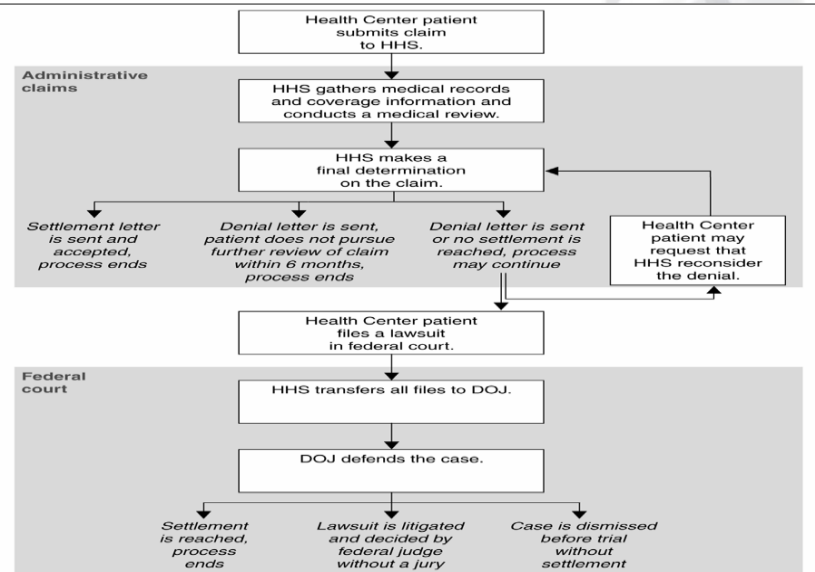 Health Center patient
submits claim
to HHS.
Administrative
claims
HHS gathers medical records
and coverage information and
conducts a medical review.
HHS makes a
final determination
on the claim.
Settlement letter
is sent and
accepted,
process ends
Denial letter is sent,
patient does not pursue
further review of claim
within 6 months,
process ends
Denial letter is sent
or no settlement is
reached, process
may continue
Health Center
patient may
request that
HHS reconsider
the denial.
Health Center patient
files a lawsuit
in federal court.
Federal
court
HHS transfers all files to DOJ.
DOJ defends the case.
Settlement
is reached,
process
ends
Lawsuit is litigated
and decided by
federal judge
without a jury
Case is dismissed
before trial
without
settlement